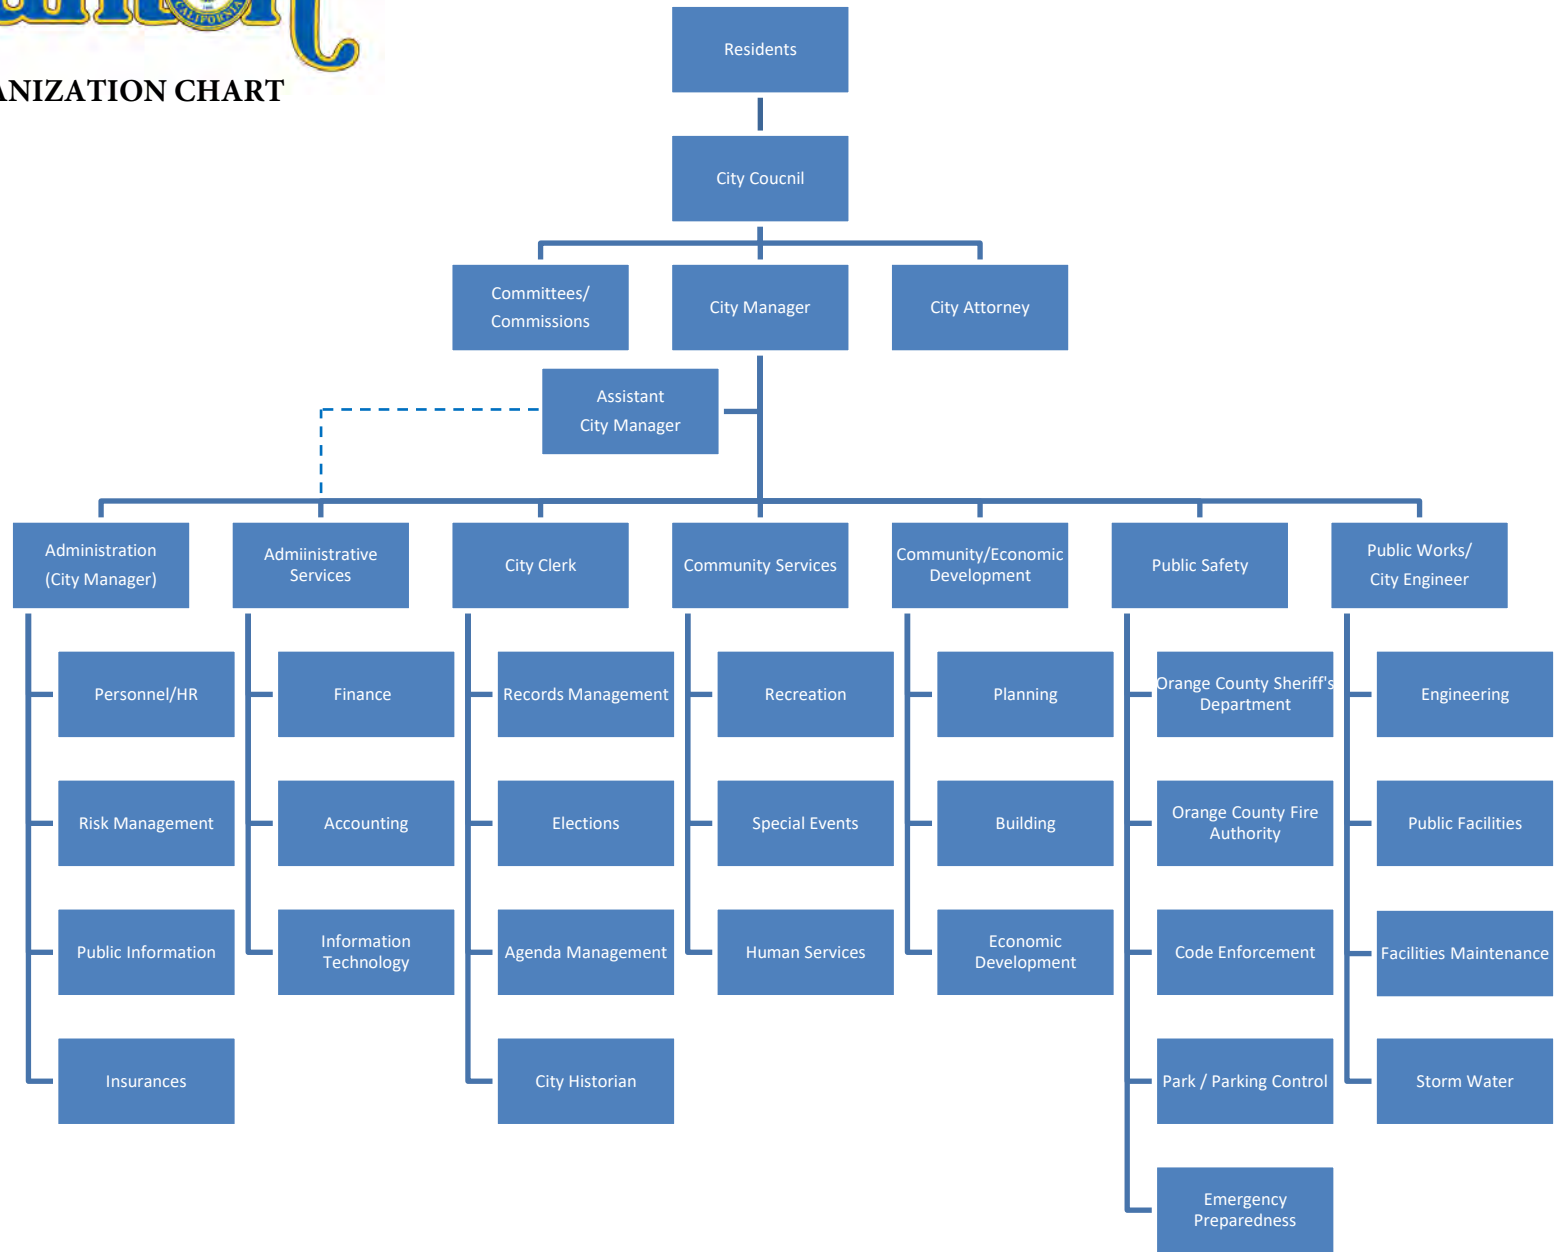 CALIFORNIA
ANIZATION CHART
Residents
City Coucnil
Committees/
Commissions
City Manager
City Attorney
Assistant
City Manager
Administration
(City Manager)
Admiinistrative
Services
City Clerk
Community Services
Community/Economic
Development
Public Safety
Public Works/
City Engineer
Personnel/HR
Finance
Records Management
Recreation
Planning
Orange County Sheriff's
Department
Engineering
Risk Management
Accounting
Elections
Special Events
Building
Orange County Fire
Authority
Public Facilities
Public Information
Information
Technology
Agenda Management
Human Services
Economic
Development
Code Enforcement
Facilities Maintenance
Insurances
City Historian
Park / Parking Control
Storm Water
Emergency
Preparedness